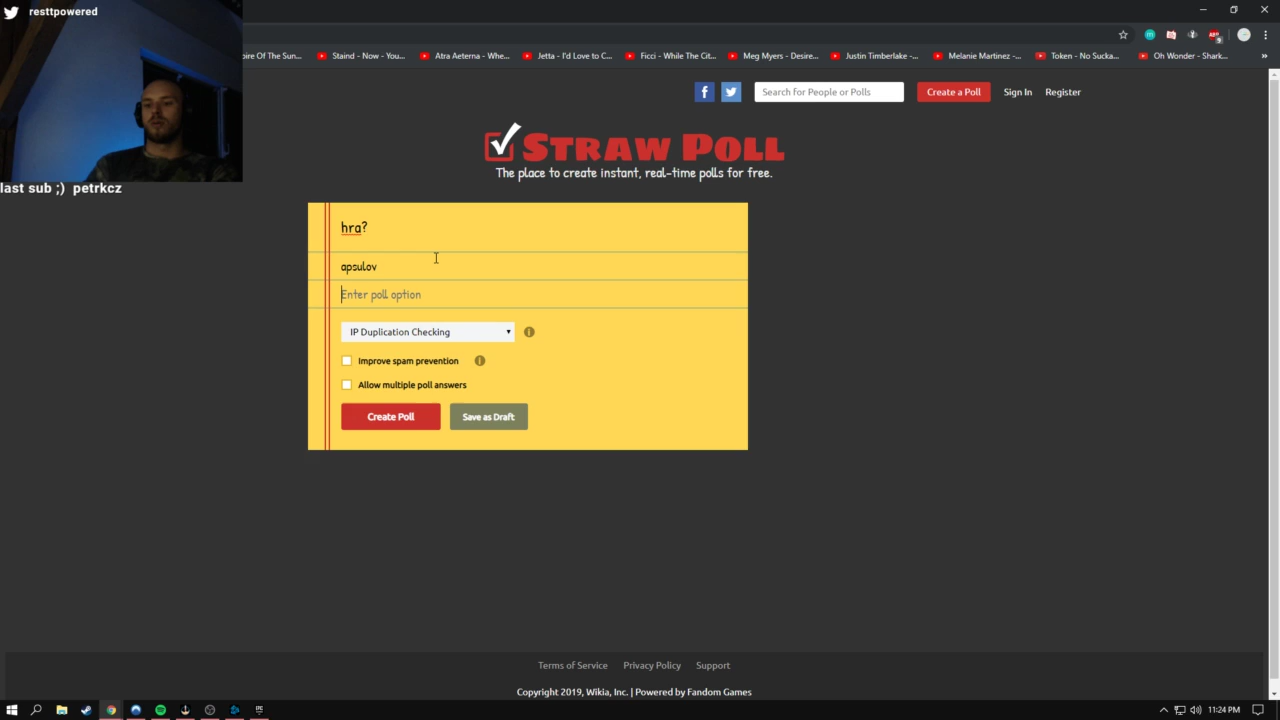 resttpowered
ire Of The Sun...
Staind - Now - You...
Atra Aeterna - Whe...
Jetta - I'd Love to C...
Ficci - While The Cit...
Meg Myers - Desire...
Justin Timberlake -...
Melanie Martinez -...
Token - No Sucka...
Oh Wonder - Shark...
Search for People or Polls
Create a Poll
Sign In
Register
STRAW POLL
The place to create instant, real-time polls for free.
last sub ;) petrkcz
hra?
apsulov
Enter poll option
IP Duplication Checking
Improve spam prevention
Allow multiple poll answers
Create Poll
Save as Draft
Terms of Service
Privacy Policy
Support
Copyright 2019, Wikia, Inc. | Powered by Fandom Games
11:24 PM